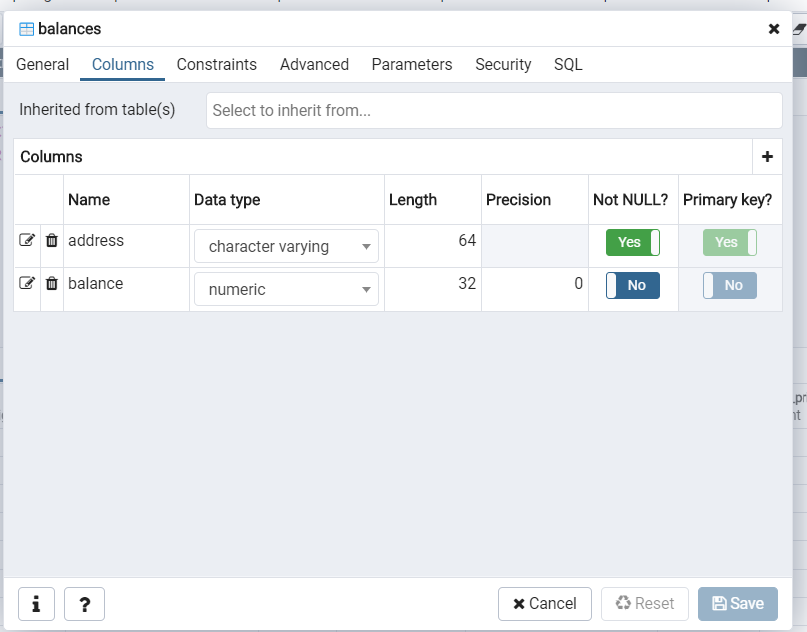 balances
General Columns Constraints Advanced Parameters Security SQL
Inherited from table(s) Select to inherit from...
Columns
Name Data type Length Precision Not NULL? Primary key?
address character varying 64 Yes Yes
balance numeric 32 0 No No
i ? Cancel Reset Save